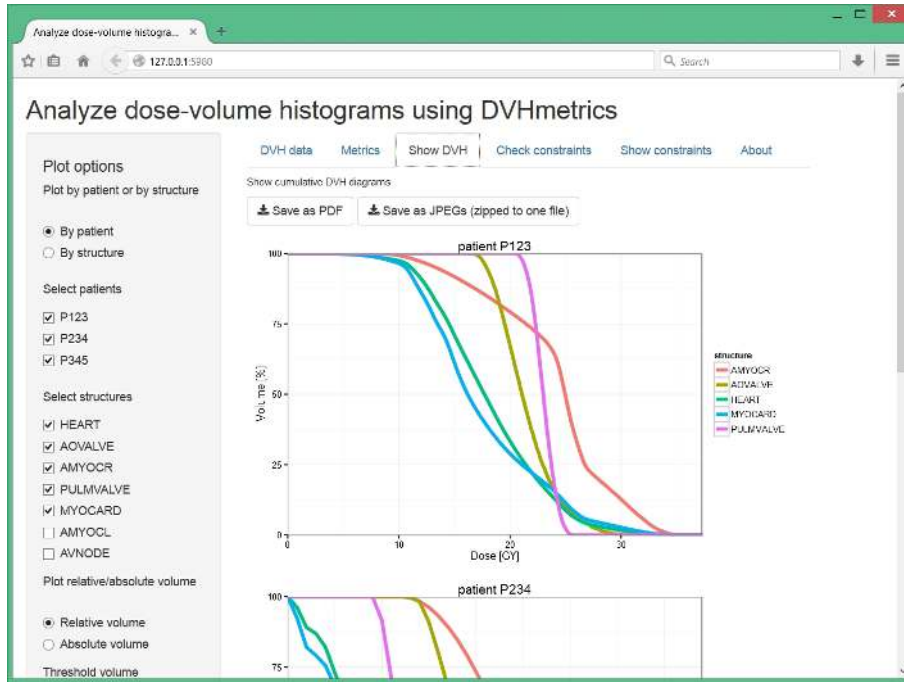 Analyze dose-volume histogra...
127.0.0.1:5960
Search
Analyze dose-volume histograms using DVHmetrics
Plot options
Plot by patient or by structure
By patient
By structure
Select patients
P123
P234
P345
Select structures
HEART
AOVALVE
AMYOCR
PULMVALVE
MYOCARD
AMYOCL
AVNODE
Plot relative/absolute volume
Relative volume
Absolute volume
Threshold volume
DVH data Metrics Show DVH Check constraints Show constraints About
Show cumulative DVH diagrams
Save as PDF Save as JPEGs (zipped to one file)
patient P123
100
75
50
25
0
Volume [%]
0 10 20 30
Dose [GY]
structure
AMYOCR
AOVALVE
HEART
MYOCARD
PULMVALVE
patient P234
100
75